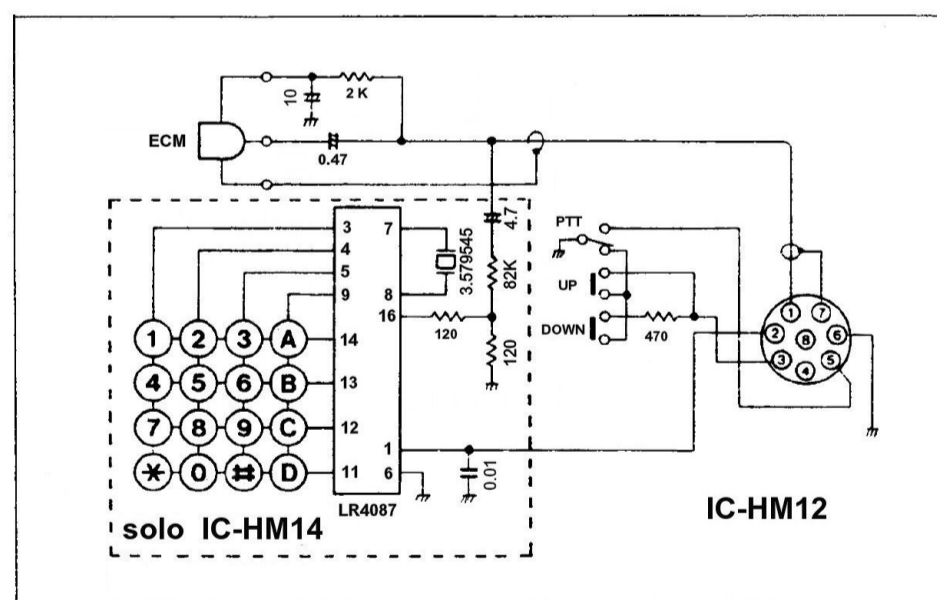 10
2 K
ECM
0.47
3
7
4
5
9
8
16
14
13
12
11
1
6
3.579545
4.7
82K
120
120
PTT
UP
DOWN
470
1 2 3 A
4 5 6 B
7 8 9 C
* 0 # D
0.01
LR4087
1
7
2
8
6
3
4
5
solo IC-HM14
IC-HM12